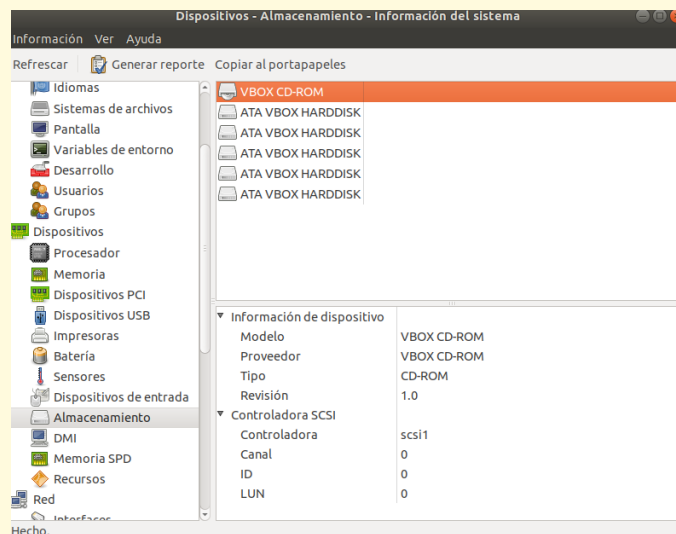 Dispositivos - Almacenamiento - Información del sistema
Información Ver Ayuda
Refrescar Generar reporte Copiar al portapapeles
Idiomas
Sistemas de archivos
Pantalla
Variables de entorno
Desarrollo
Usuarios
Grupos
Dispositivos
Procesador
Memoria
Dispositivos PCI
Dispositivos USB
Impresoras
Batería
Sensores
Dispositivos de entrada
Almacenamiento
DMI
Memoria SPD
Recursos
Red
Interfaces
VBOX CD-ROM
ATA VBOX HARDDISK
ATA VBOX HARDDISK
ATA VBOX HARDDISK
ATA VBOX HARDDISK
ATA VBOX HARDDISK
Información de dispositivo
Modelo VBOX CD-ROM
Proveedor VBOX CD-ROM
Tipo CD-ROM
Revisión 1.0
Controladora SCSI
Controladora scsi1
Canal 0
ID 0
LUN 0
Hecho.